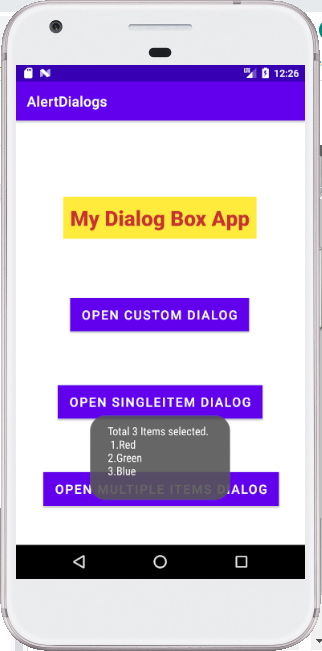 12:26
AlertDialogs
My Dialog Box App
OPEN CUSTOM DIALOG
OPEN SINGLEITEM DIALOG
Total 3 Items selected.
1.Red
2.Green
3.Blue
OPEN MULTIPLE ITEMS DIALOG